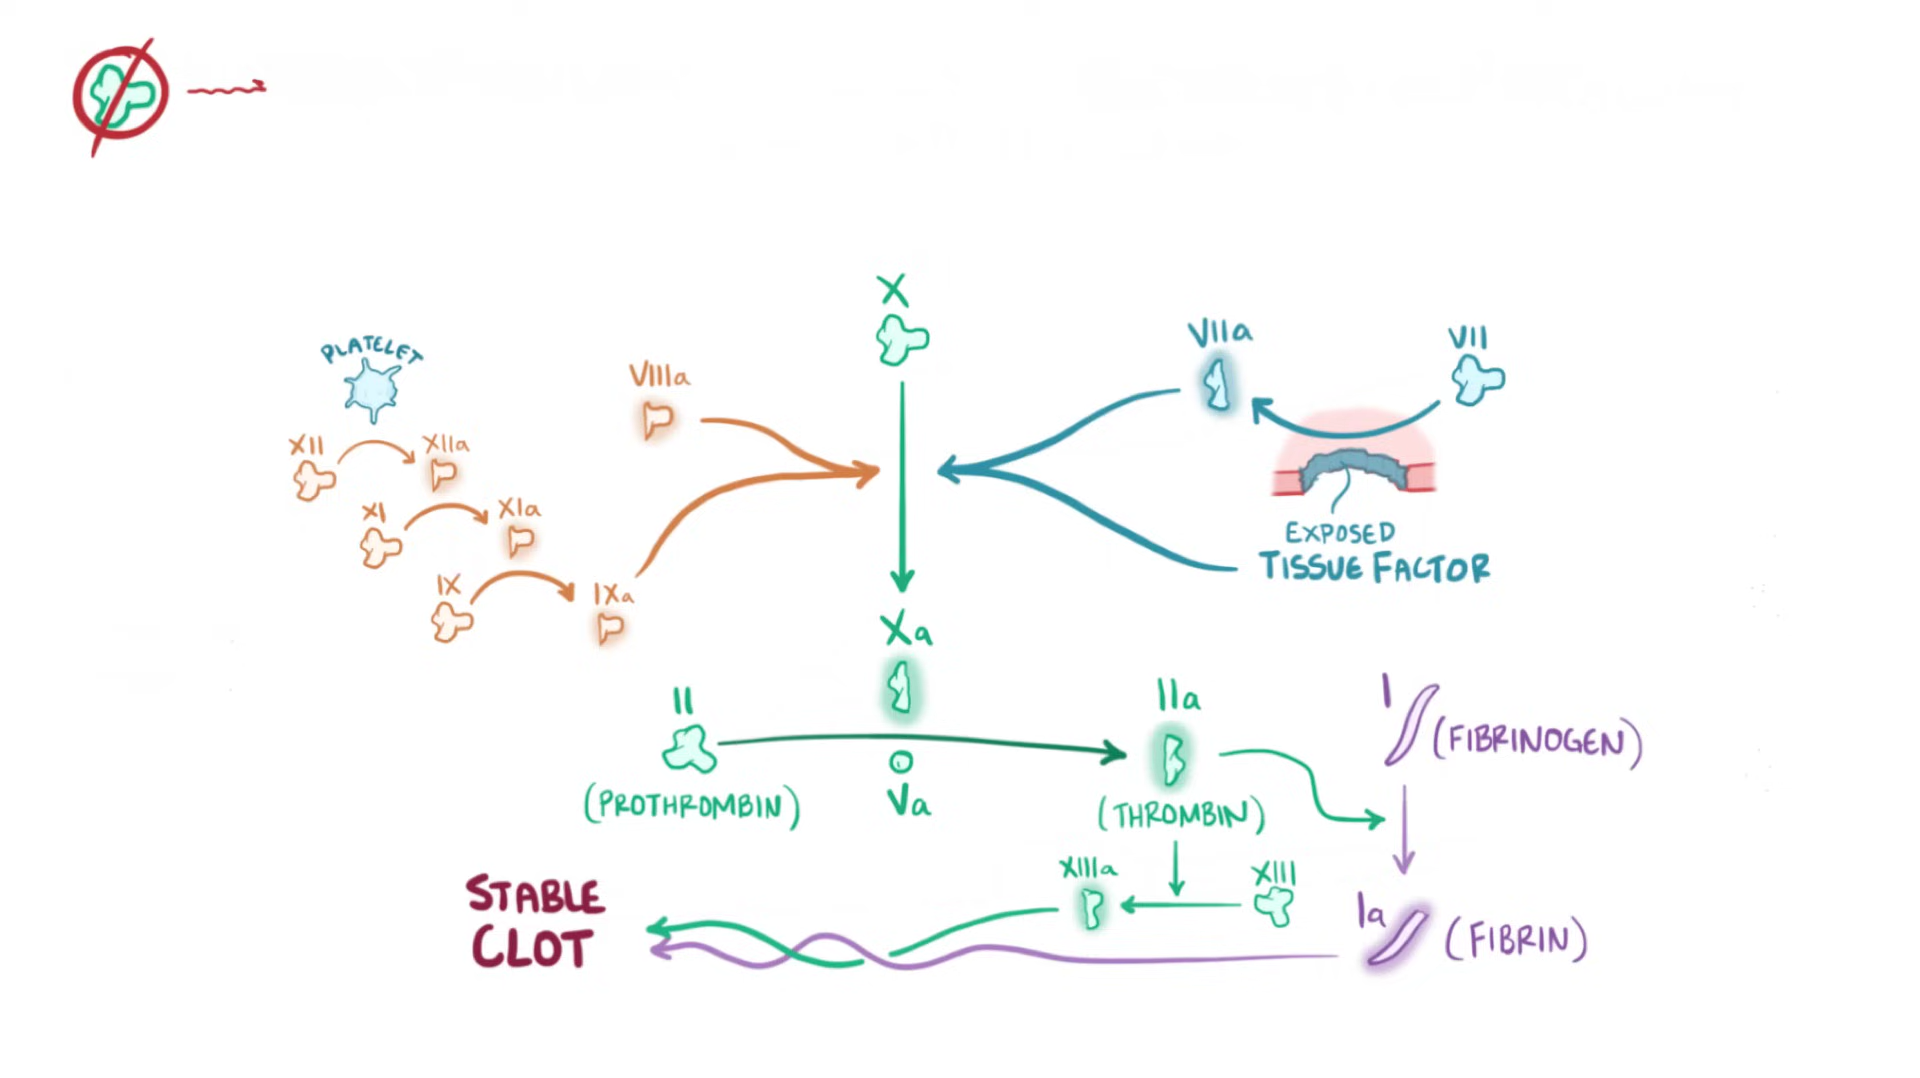 X
VIIa
VII
PLATELET
VIIIa
XII
XIIa
XI
XIa
EXPOSED
TISSUE FACTOR
IX
IXa
Xa
II
IIa
I
(FIBRINOGEN)
(PROTHROMBIN)
Va
(THROMBIN)
XIIIa
XIII
STABLE
CLOT
Ia
(FIBRIN)